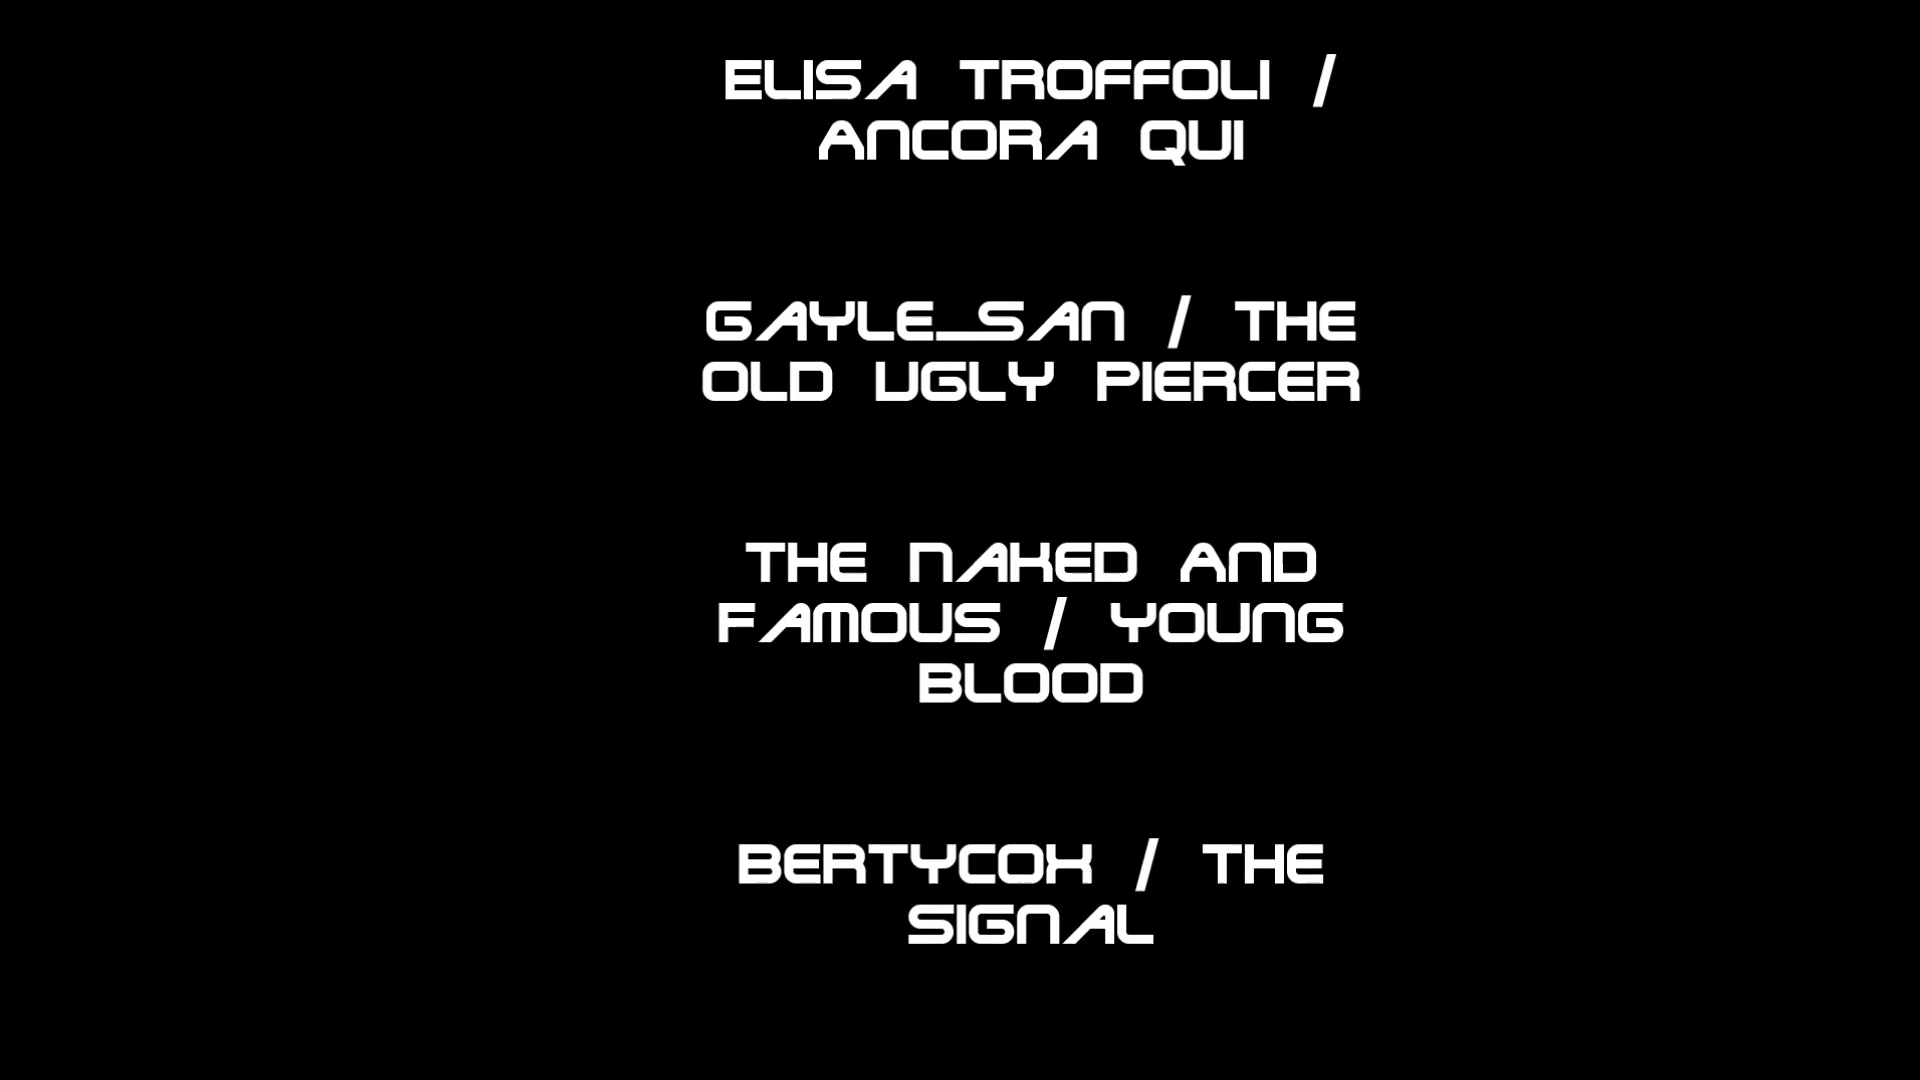 ELISA TROFFOLI /
ANCORA QUI
GAYLE_SAN / THE
OLD UGLY PIERCER
THE NAKED AND
FAMOUS / YOUNG
BLOOD
BERTYCOX / THE
SIGNAL